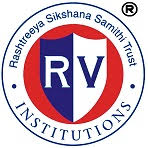 ®
Rashtreeya Sikshana Samithi Trust
RV
INSTITUTIONS